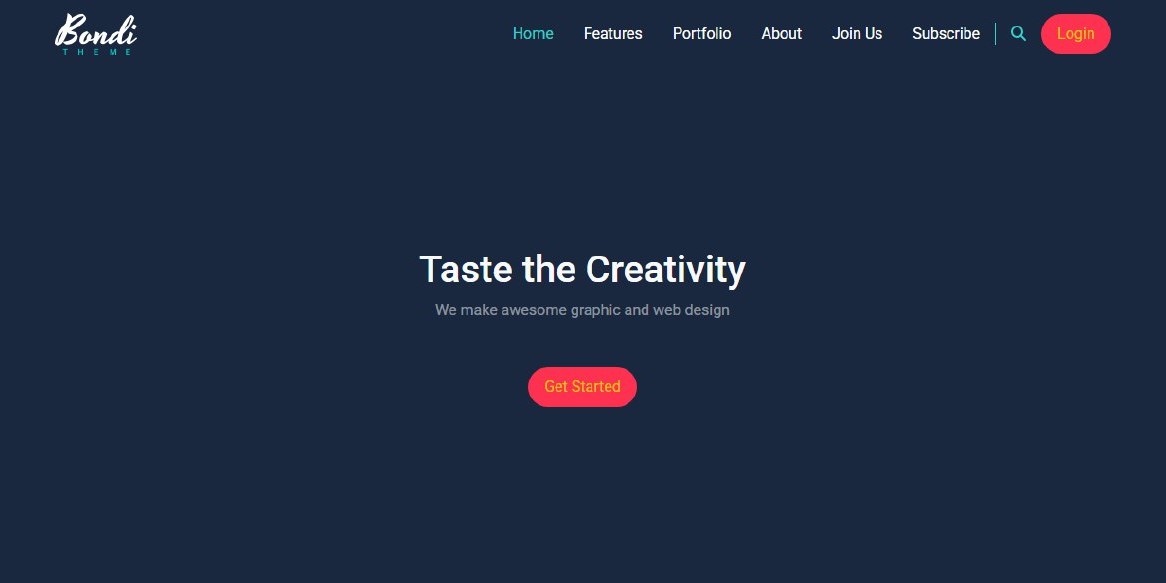 Bondi
THEME
Home Features Portfolio About Join Us Subscribe Login
Taste the Creativity
We make awesome graphic and web design
Get Started